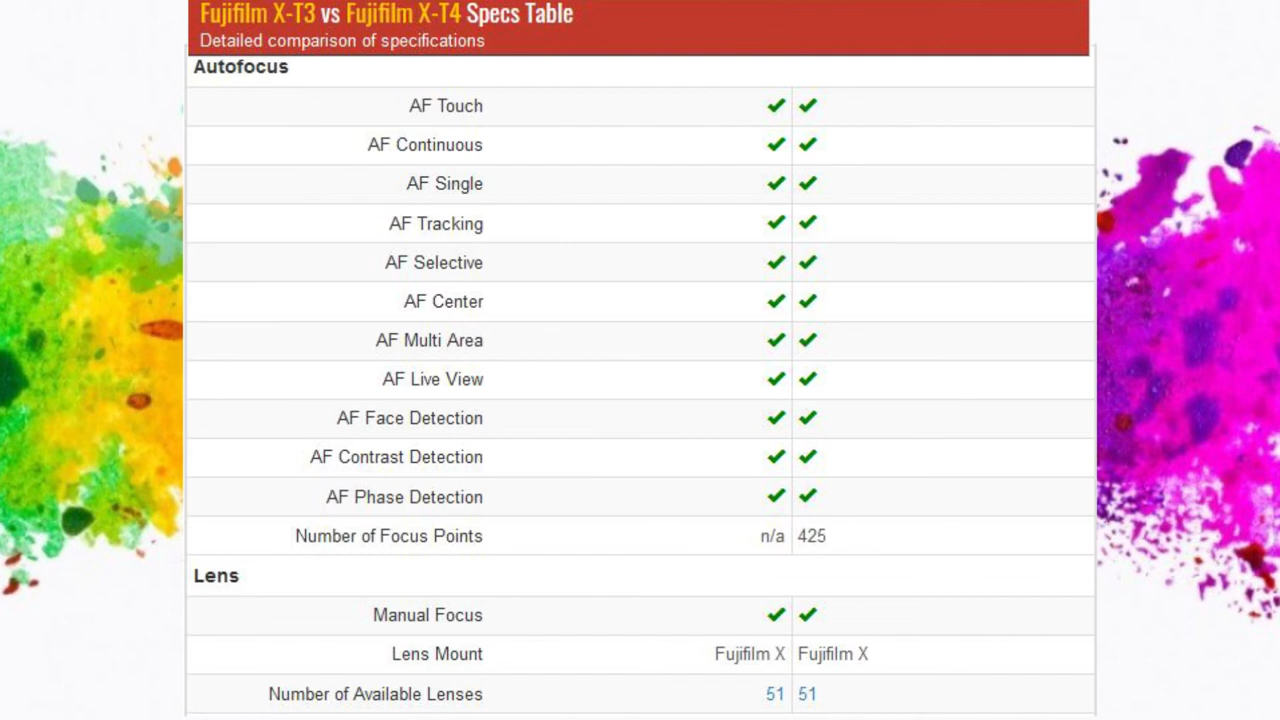 Fujifilm X-T3 vs Fujifilm X-T4 Specs Table
Detailed comparison of specifications
Autofocus
AF Touch ✔ ✔
AF Continuous ✔ ✔
AF Single ✔ ✔
AF Tracking ✔ ✔
AF Selective ✔ ✔
AF Center ✔ ✔
AF Multi Area ✔ ✔
AF Live View ✔ ✔
AF Face Detection ✔ ✔
AF Contrast Detection ✔ ✔
AF Phase Detection ✔ ✔
Number of Focus Points n/a 425
Lens
Manual Focus ✔ ✔
Lens Mount Fujifilm X Fujifilm X
Number of Available Lenses 51 51